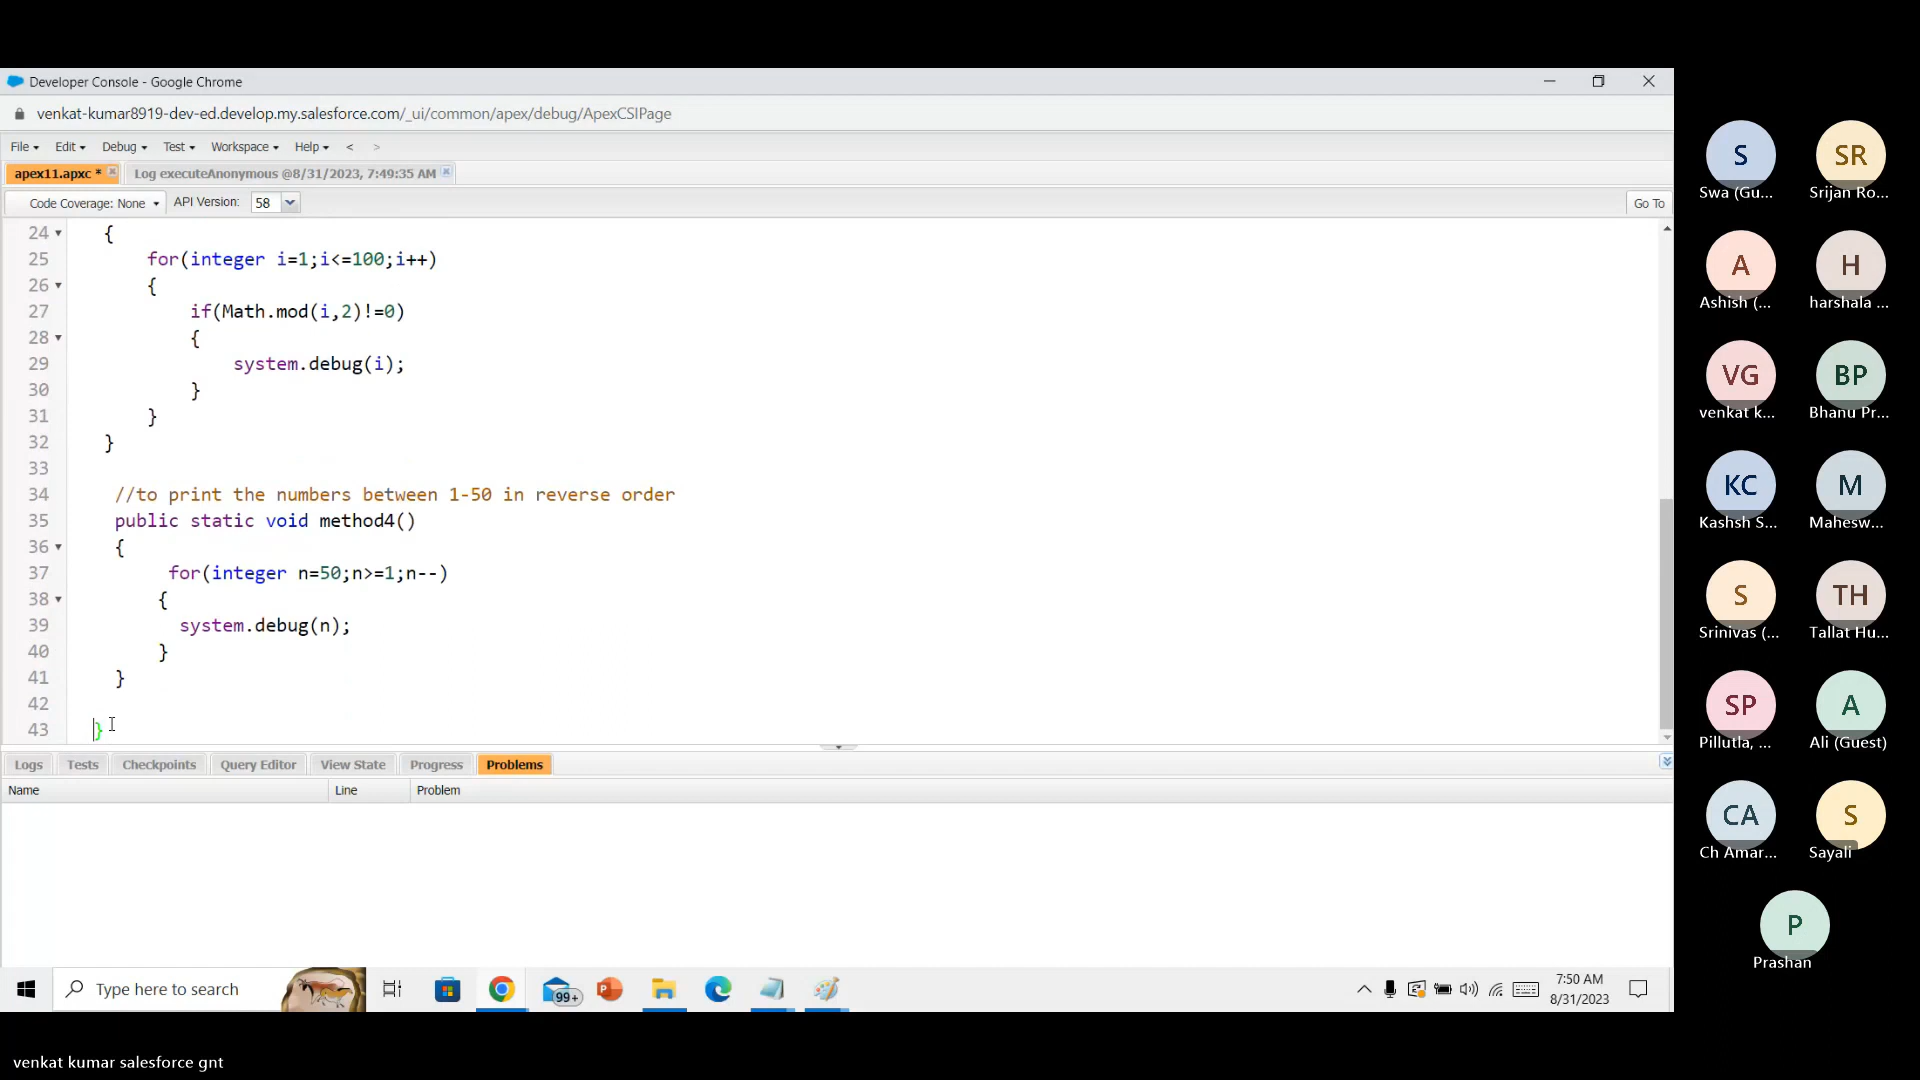 Developer Console - Google Chrome
venkat-kumar8919-dev-ed.develop.my.salesforce.com/_ui/common/apex/debug/ApexCSIPage
File Edit Debug Test Workspace Help < >
apex11.apxc * Log executeAnonymous @8/31/2023, 7:49:35 AM
Code Coverage: None API Version: 58 Go To
24 {
25 for(integer i=1;i<=100;i++)
26 {
27 if(Math.mod(i,2)!=0)
28 {
29 system.debug(i);
30 }
31 }
32 }
33
34 //to print the numbers between 1-50 in reverse order
35 public static void method4()
36 {
37 for(integer n=50;n>=1;n--)
38 {
39 system.debug(n);
40 }
41 }
42
43 }
Logs Tests Checkpoints Query Editor View State Progress Problems
Name Line Problem
Type here to search
99+
7:50 AM
8/31/2023
S SR
Swa (Gu... Srijan Ro...
A H
Ashish (... harshala ...
VG BP
venkat k... Bhanu Pr...
KC M
Kashsh S... Mahesw...
S TH
Srinivas (... Tallat Hu...
SP A
Pillutla, ... Ali (Guest)
CA S
Ch Amar... Sayali
P
Prashan
venkat kumar salesforce gnt